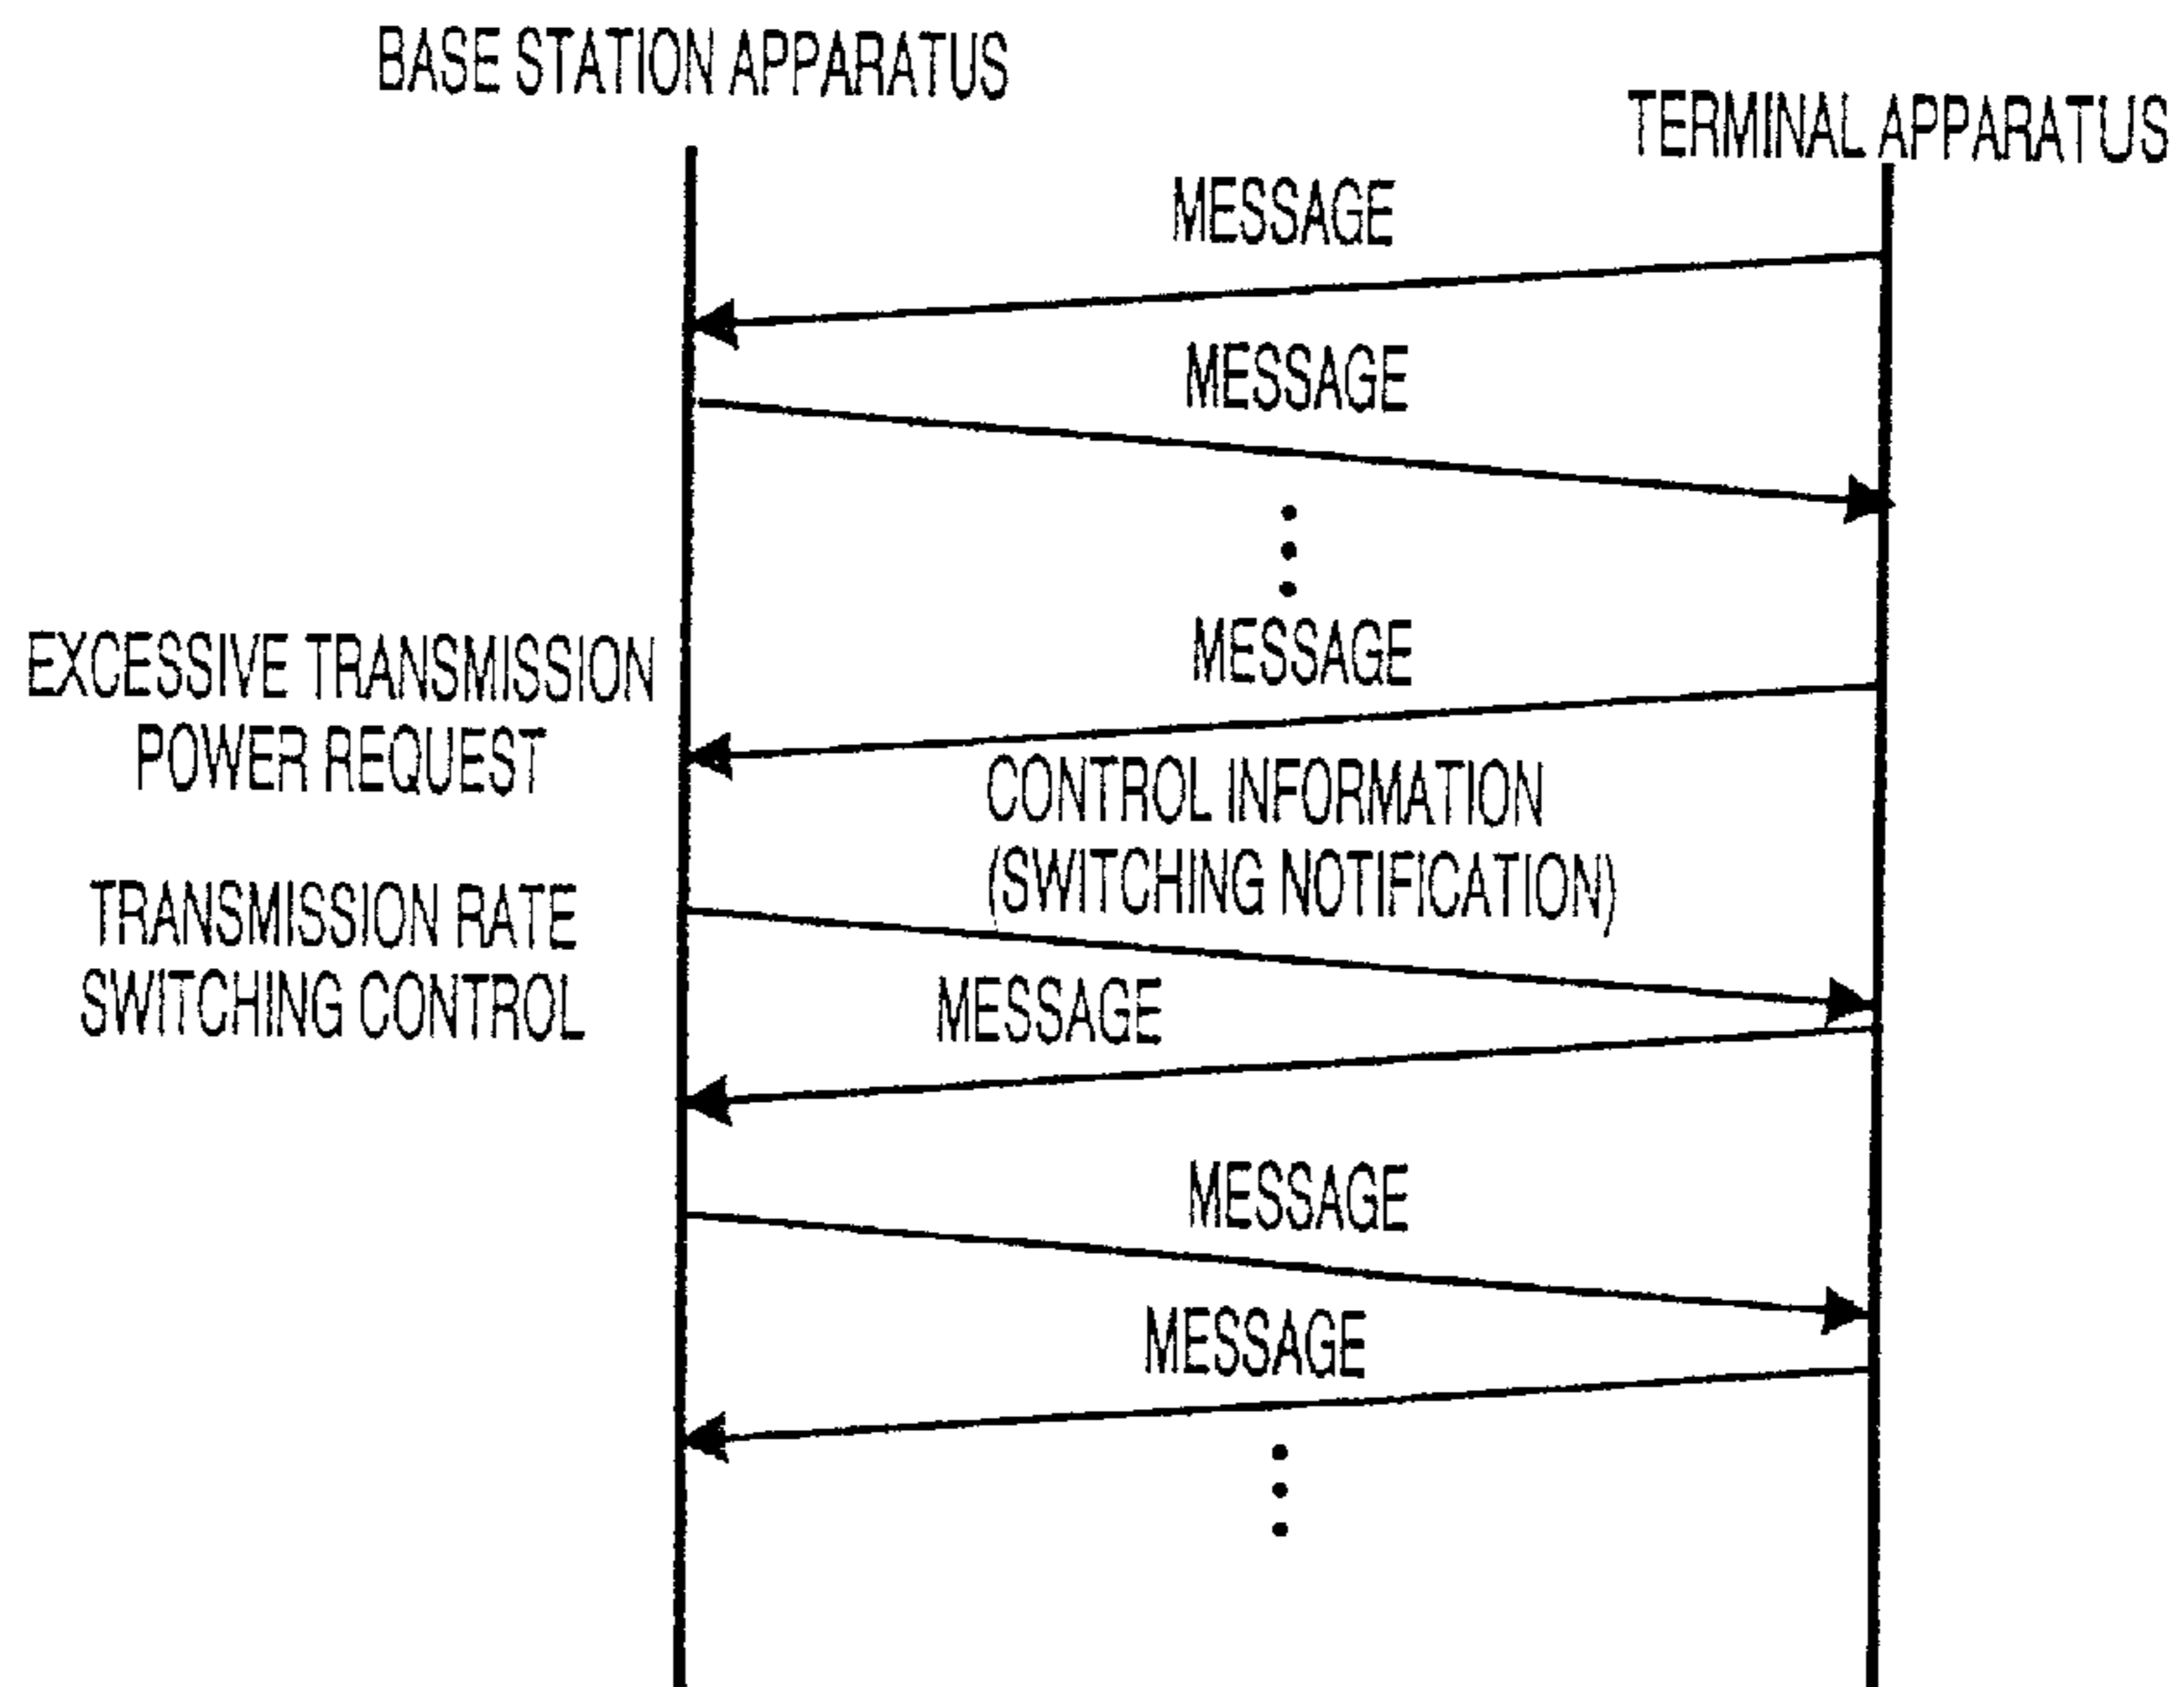 BASE STATION APPARATUS
TERMINAL APPARATUS
MESSAGE
MESSAGE
MESSAGE
EXCESSIVE TRANSMISSION
POWER REQUEST
CONTROL INFORMATION
(SWITCHING NOTIFICATION)
TRANSMISSION RATE
SWITCHING CONTROL
MESSAGE
MESSAGE
MESSAGE